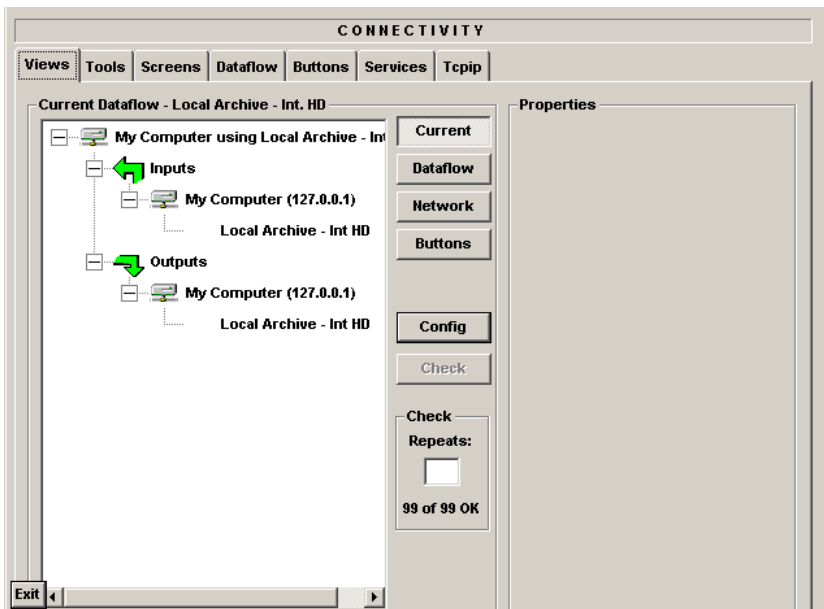 CONNECTIVITY
Views Tools Screens Dataflow Buttons Services Tcpip
Current Dataflow - Local Archive - Int. HD
My Computer using Local Archive - Int
Inputs
My Computer (127.0.0.1)
Local Archive - Int HD
Outputs
My Computer (127.0.0.1)
Local Archive - Int HD
Current
Dataflow
Network
Buttons
Config
Check
Check
Repeats:
99 of 99 OK
Properties
Exit